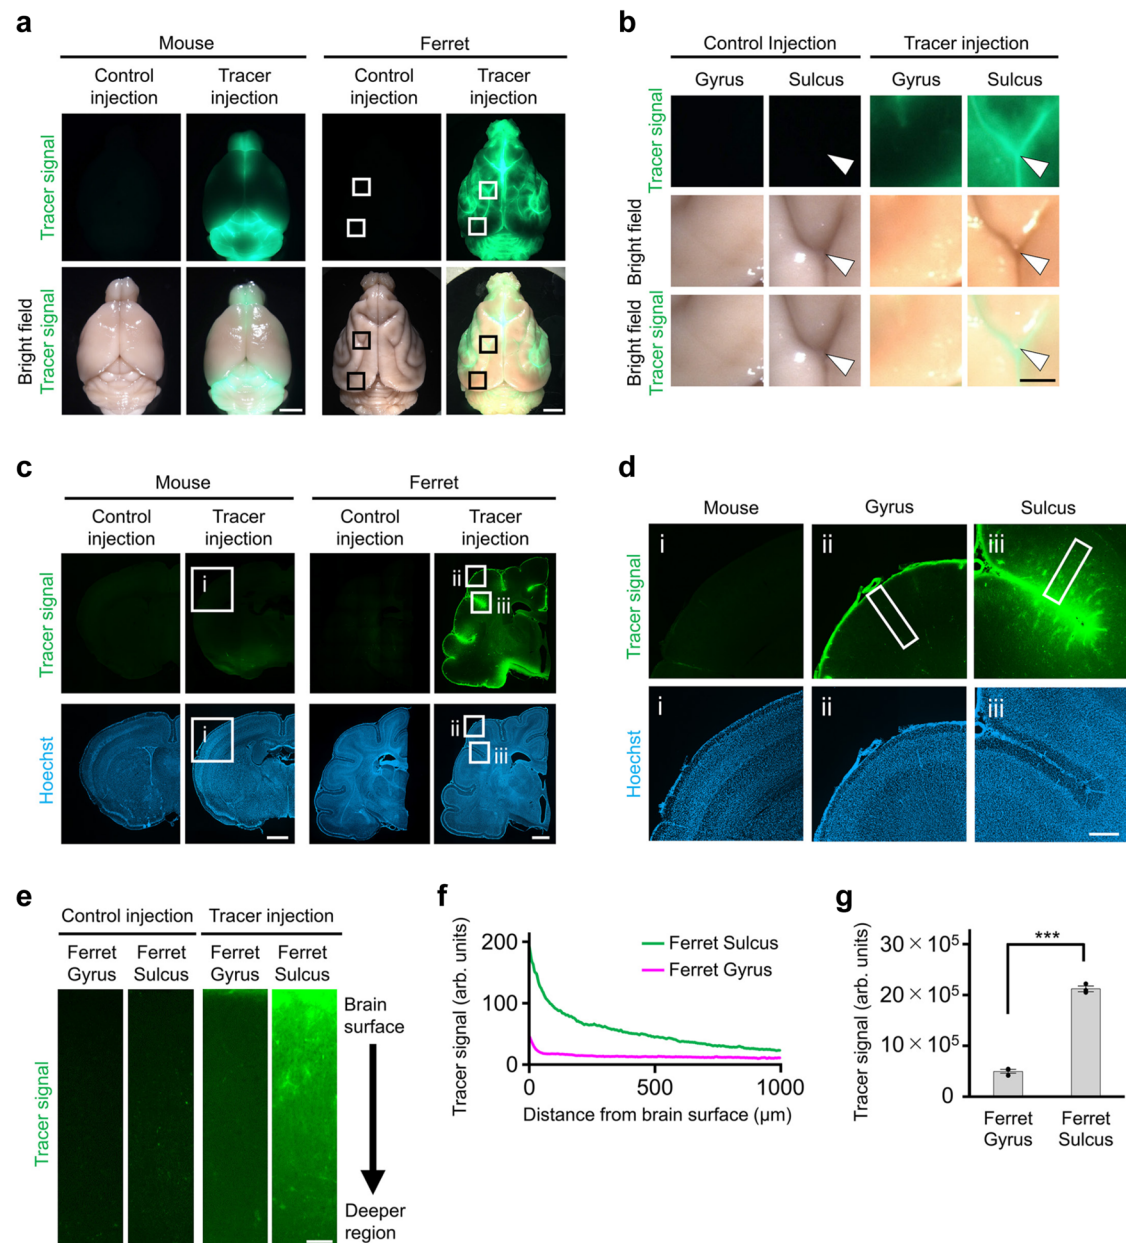 a
Mouse
Ferret
Control injection
Tracer injection
Control injection
Tracer injection
Tracer signal
Bright field
Tracer signal
b
Control Injection
Tracer injection
Gyrus
Sulcus
Gyrus
Sulcus
Tracer signal
Bright field
Bright field
Tracer signal
c
Mouse
Ferret
Control injection
Tracer injection
Control injection
Tracer injection
Tracer signal
i
ii
iii
Hoechst
i
ii
iii
d
Mouse
Gyrus
Sulcus
Tracer signal
i
ii
iii
Hoechst
i
ii
iii
e
Control injection
Tracer injection
Ferret Gyrus
Ferret Sulcus
Ferret Gyrus
Ferret Sulcus
Tracer signal
Brain surface
Deeper region
f
Tracer signal (arb. units)
200
100
0
Ferret Sulcus
Ferret Gyrus
0
500
1000
Distance from brain surface (µm)
g
Tracer signal (arb. units)
30 × 10⁵
20 × 10⁵
10 × 10⁵
0
***
Ferret Gyrus
Ferret Sulcus